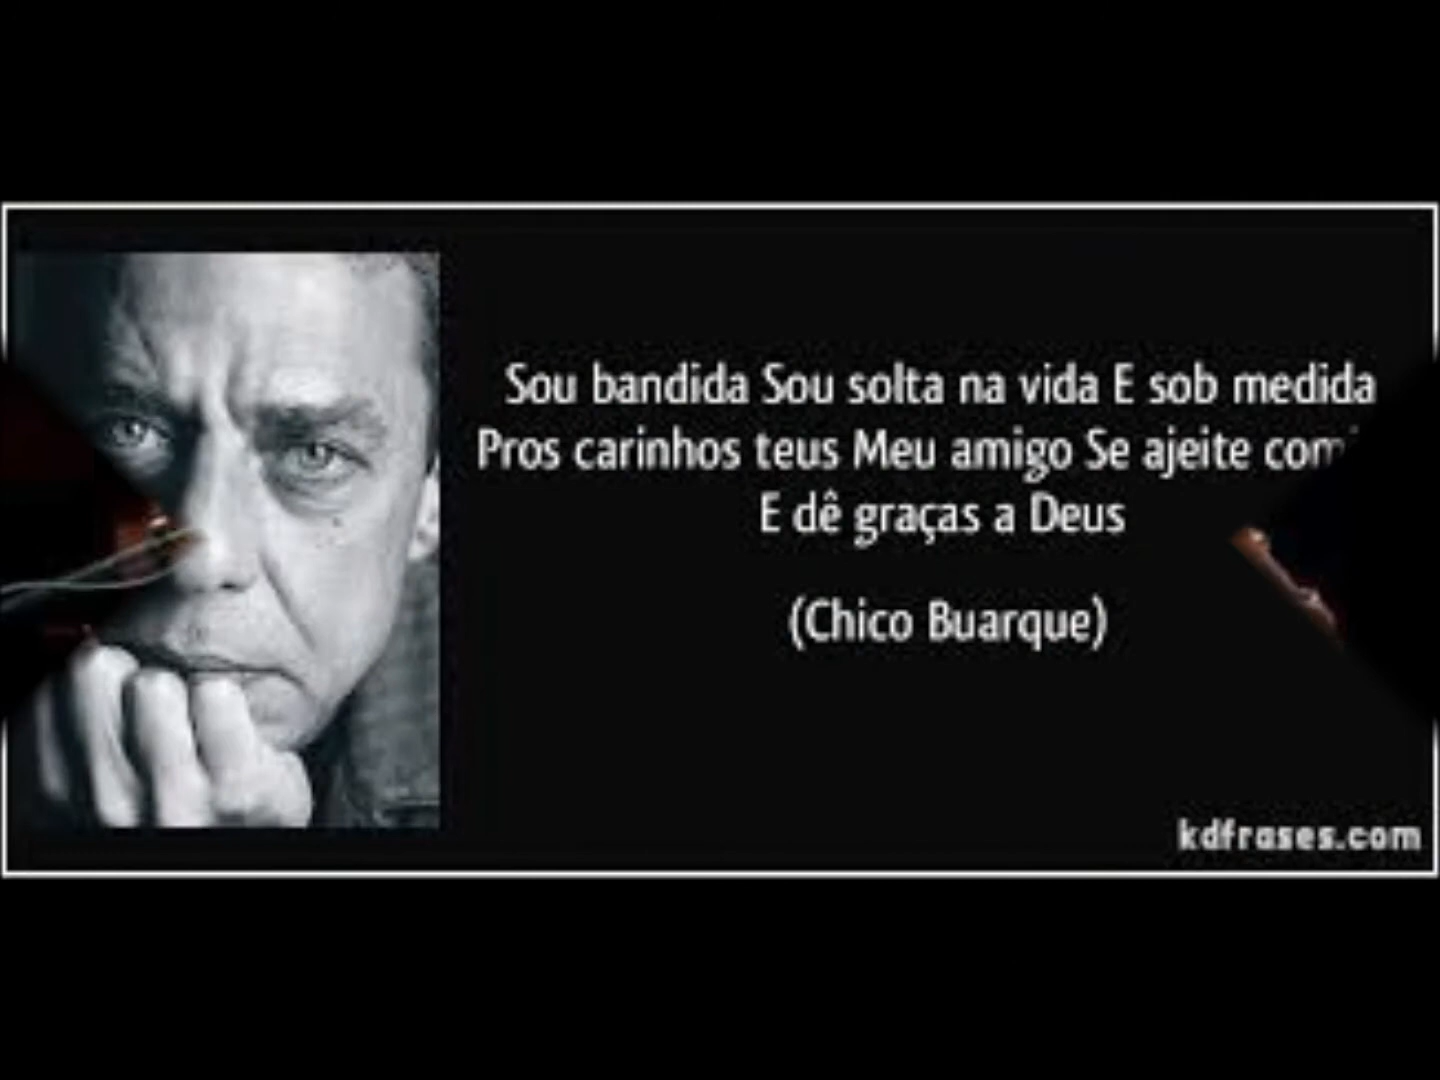 Sou bandida Sou solta na vida E sob medida
Pros carinhos teus Meu amigo Se ajeite
E dê graças a Deus
(Chico Buarque)
kdfrases.com